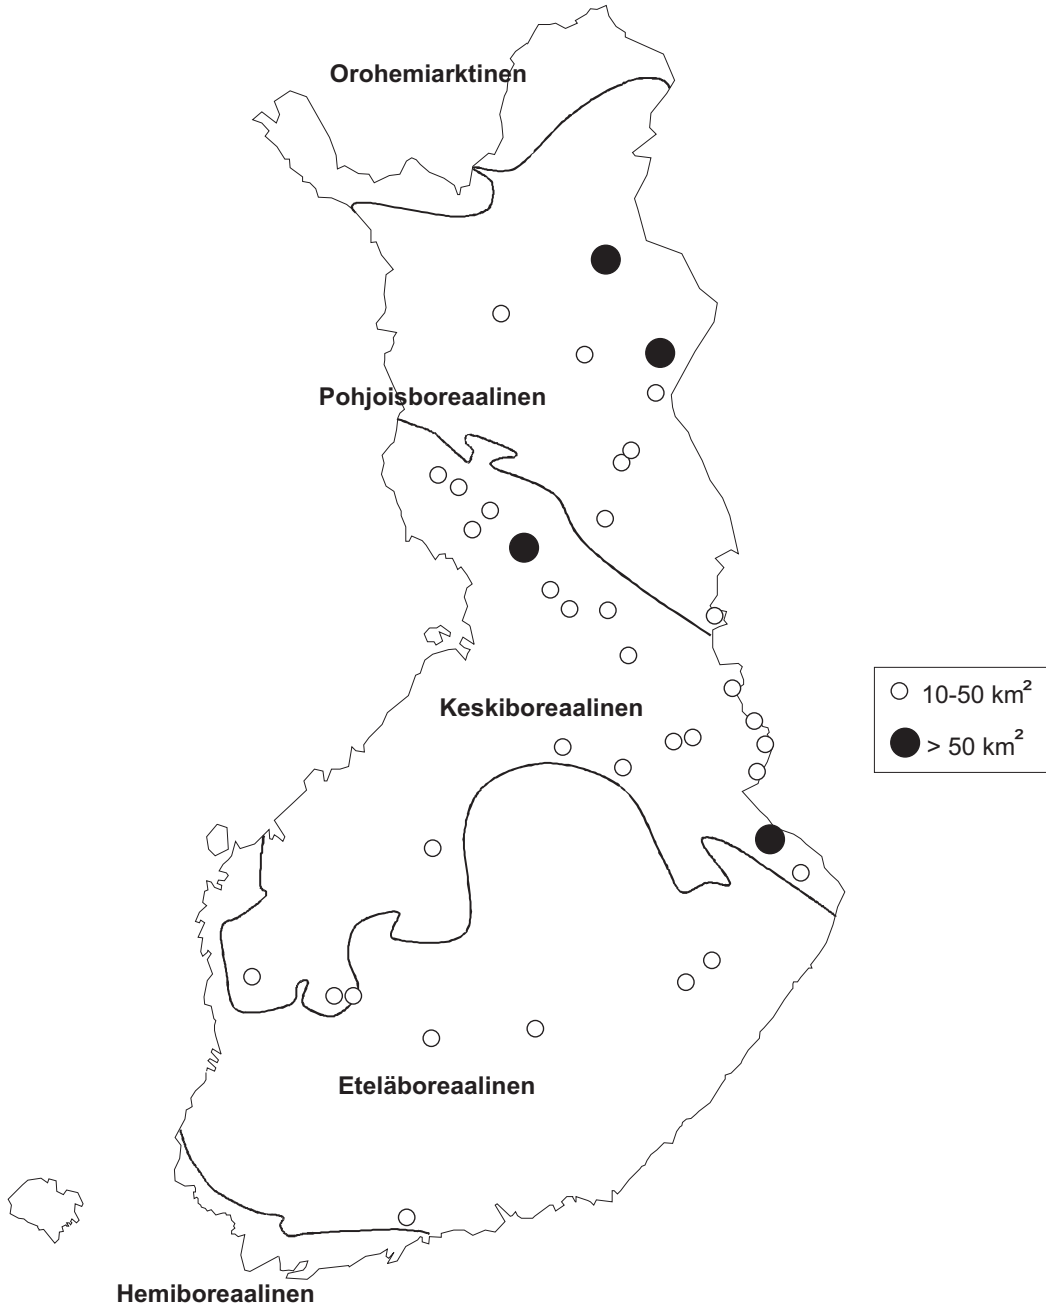 Orohemiarktinen
Pohjoisboreaalinen
Keskiboreaalinen
10-50 km²
> 50 km²
Eteläboreaalinen
Hemiboreaalinen